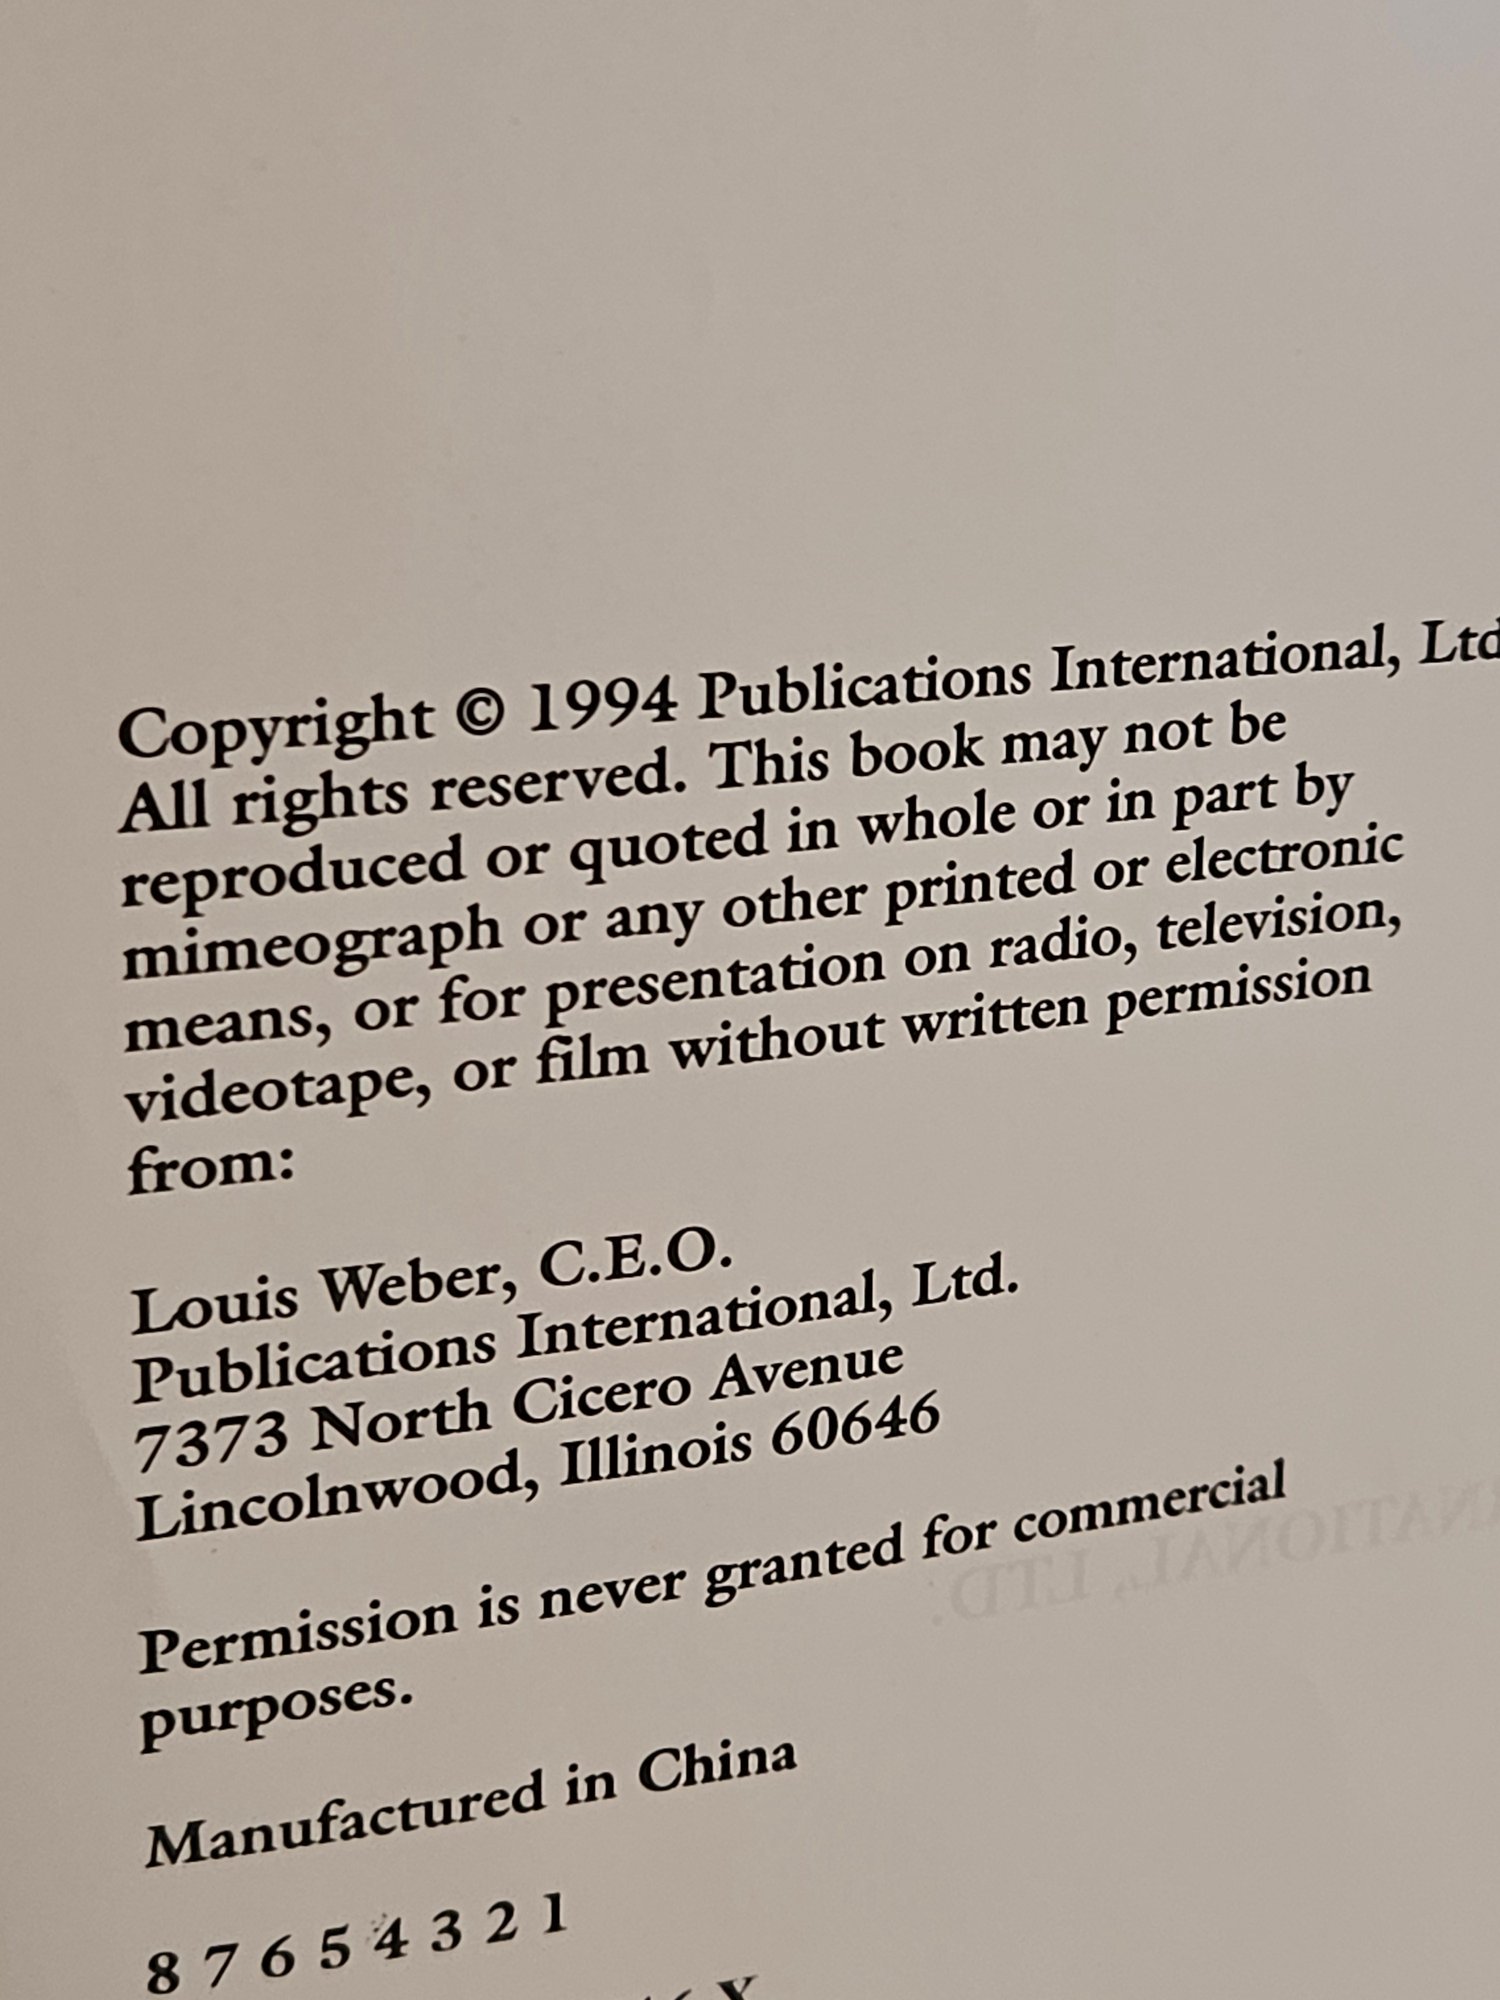 Copyright © 1994 Publications International, Ltd
All rights reserved. This book may not be
reproduced or quoted in whole or in part by
mimeograph or any other printed or electronic
means, or for presentation on radio, television,
videotape, or film without written permission
from:
Louis Weber, C.E.O.
Publications International, Ltd.
7373 North Cicero Avenue
Lincolnwood, Illinois 60646
Permission is never granted for commercial
purposes.
Manufactured in China
8 7 6 5 4 3 2 1